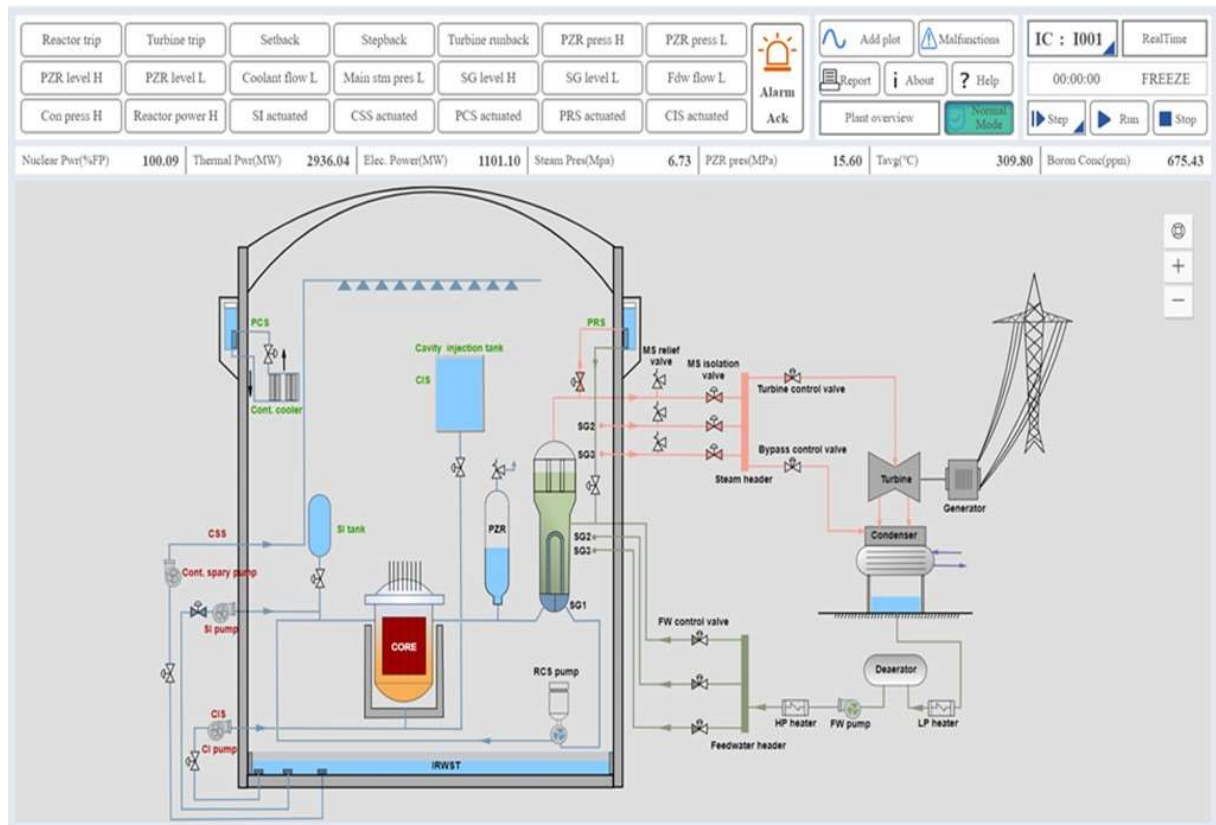 Reactor trip
Turbine trip
Setback
Stepback
Turbine runback
PZR press H
PZR press L
PZR level H
PZR level L
Coolant flow L
Main stm pres L
SG level H
SG level L
Fdw flow L
Con press H
Reactor power H
SI actuated
CSS actuated
PCS actuated
PRS actuated
CIS actuated
Alarm
Ack
Add plot
Malfunctions
Report
i About
? Help
Plant overview
Normal
Mode
IC : I001
RealTime
00:00:00 FREEZE
Step
Run
Stop
Nuclear Pwr(%FP) 100.09
Thermal Pwr(MW) 2936.04
Elec. Power(MW) 1101.10
Steam Pres(Mpa) 6.73
PZR pres(MPa) 15.60
Tavg(°C) 309.80
Boron Conc(ppm) 675.43
+
−
PCS
Cont. cooler
Cavity injection tank
CIS
PRS
MS relief
valve
MS isolation
valve
Turbine control valve
SG2
SG3
Bypass control valve
Steam header
Turbine
Generator
Condenser
CSS
SI tank
PZR
SG2
SG3
Cont. spary pump
SI pump
SG1
CORE
FW control valve
RCS pump
Deaerator
CIS
CI pump
HP heater
FW pump
LP heater
Feedwater header
IRWST